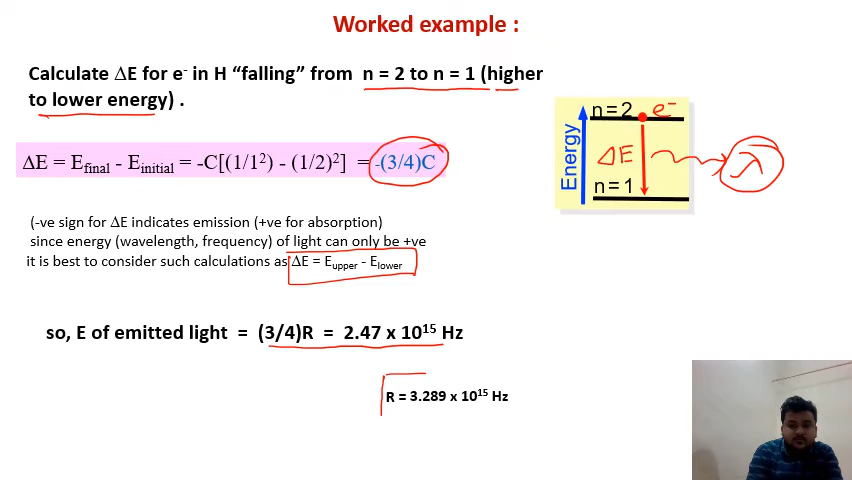 Worked example :
Calculate ΔE for e⁻ in H “falling” from n = 2 to n = 1 (higher
to lower energy) .
ΔE = E_final - E_initial = -C[(1/1²) - (1/2)²] = -(3/4)C
(-ve sign for ΔE indicates emission (+ve for absorption)
since energy (wavelength, frequency) of light can only be +ve
it is best to consider such calculations as ΔE = E_upper - E_lower
so, E of emitted light = (3/4)R = 2.47 x 10¹⁵ Hz
R = 3.289 x 10¹⁵ Hz
n = 2 e⁻
Energy
ΔE
λ
n = 1